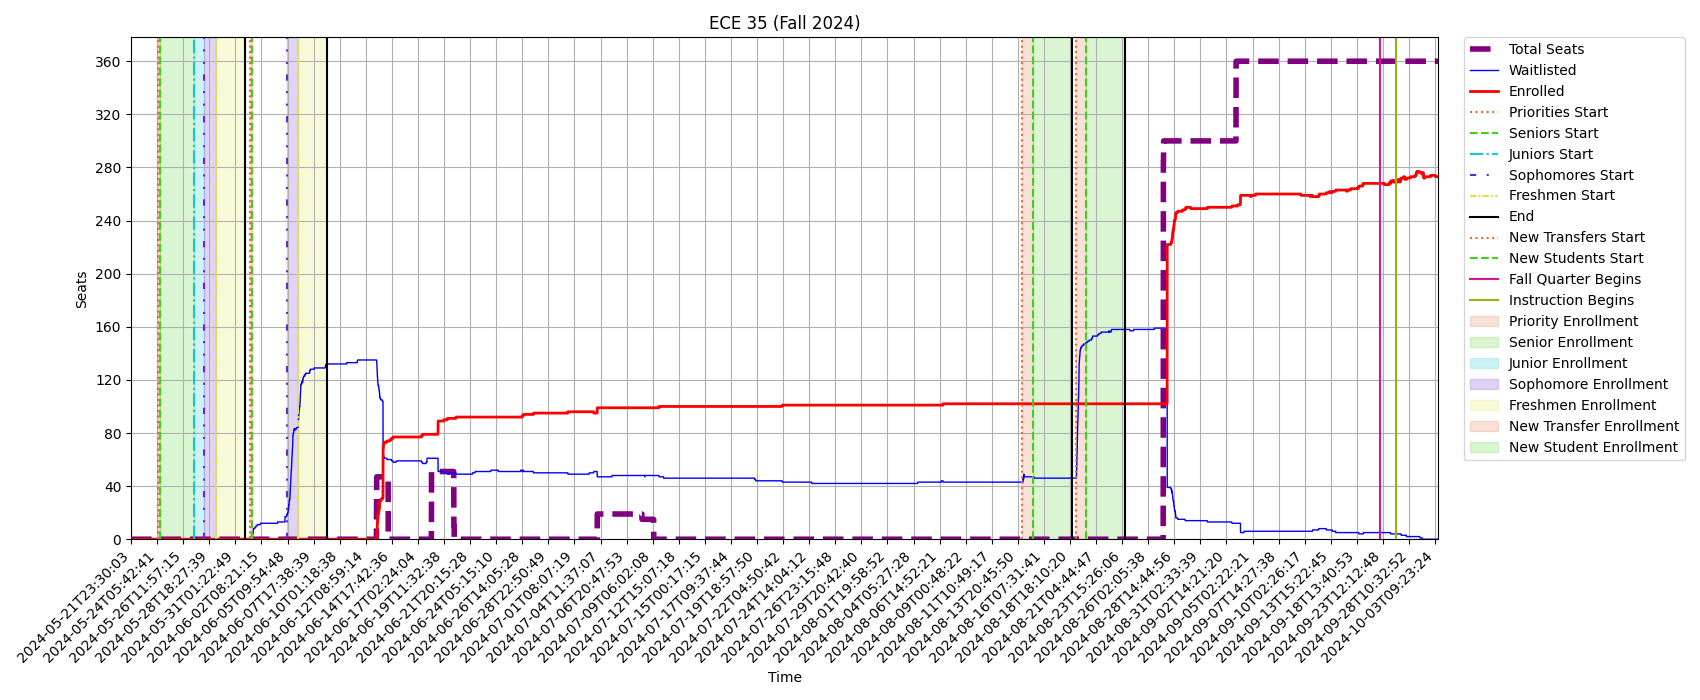 ECE 35 (Fall 2024)
Seats
360
320
280
240
200
160
120
80
40
0
2024-05-21T23:30:03
2024-05-24T05:42:41
2024-05-26T11:57:15
2024-05-28T18:27:39
2024-05-31T01:22:49
2024-06-02T08:21:15
2024-06-05T09:54:48
2024-06-07T17:38:39
2024-06-10T01:18:38
2024-06-12T08:59:14
2024-06-14T17:42:36
2024-06-17T02:24:04
2024-06-19T11:32:38
2024-06-21T20:15:28
2024-06-24T05:15:10
2024-06-26T14:05:28
2024-06-28T22:50:49
2024-07-01T08:07:19
2024-07-04T11:37:07
2024-07-06T20:47:53
2024-07-09T06:02:08
2024-07-12T15:07:18
2024-07-15T00:17:15
2024-07-17T09:37:44
2024-07-19T18:57:50
2024-07-22T04:50:42
2024-07-24T14:04:12
2024-07-26T23:15:48
2024-07-29T20:42:40
2024-08-01T19:58:52
2024-08-04T05:27:28
2024-08-06T14:52:21
2024-08-09T00:48:22
2024-08-11T10:49:17
2024-08-13T20:45:50
2024-08-16T07:31:41
2024-08-18T18:10:20
2024-08-21T04:44:47
2024-08-23T15:26:06
2024-08-26T02:05:38
2024-08-28T14:44:56
2024-08-31T02:33:39
2024-09-02T14:21:20
2024-09-05T02:22:21
2024-09-07T14:27:38
2024-09-10T02:26:17
2024-09-13T15:22:45
2024-09-18T13:40:53
2024-09-23T12:12:48
2024-09-28T10:32:52
2024-10-03T09:23:24
Time
Total Seats
Waitlisted
Enrolled
Priorities Start
Seniors Start
Juniors Start
Sophomores Start
Freshmen Start
End
New Transfers Start
New Students Start
Fall Quarter Begins
Instruction Begins
Priority Enrollment
Senior Enrollment
Junior Enrollment
Sophomore Enrollment
Freshmen Enrollment
New Transfer Enrollment
New Student Enrollment